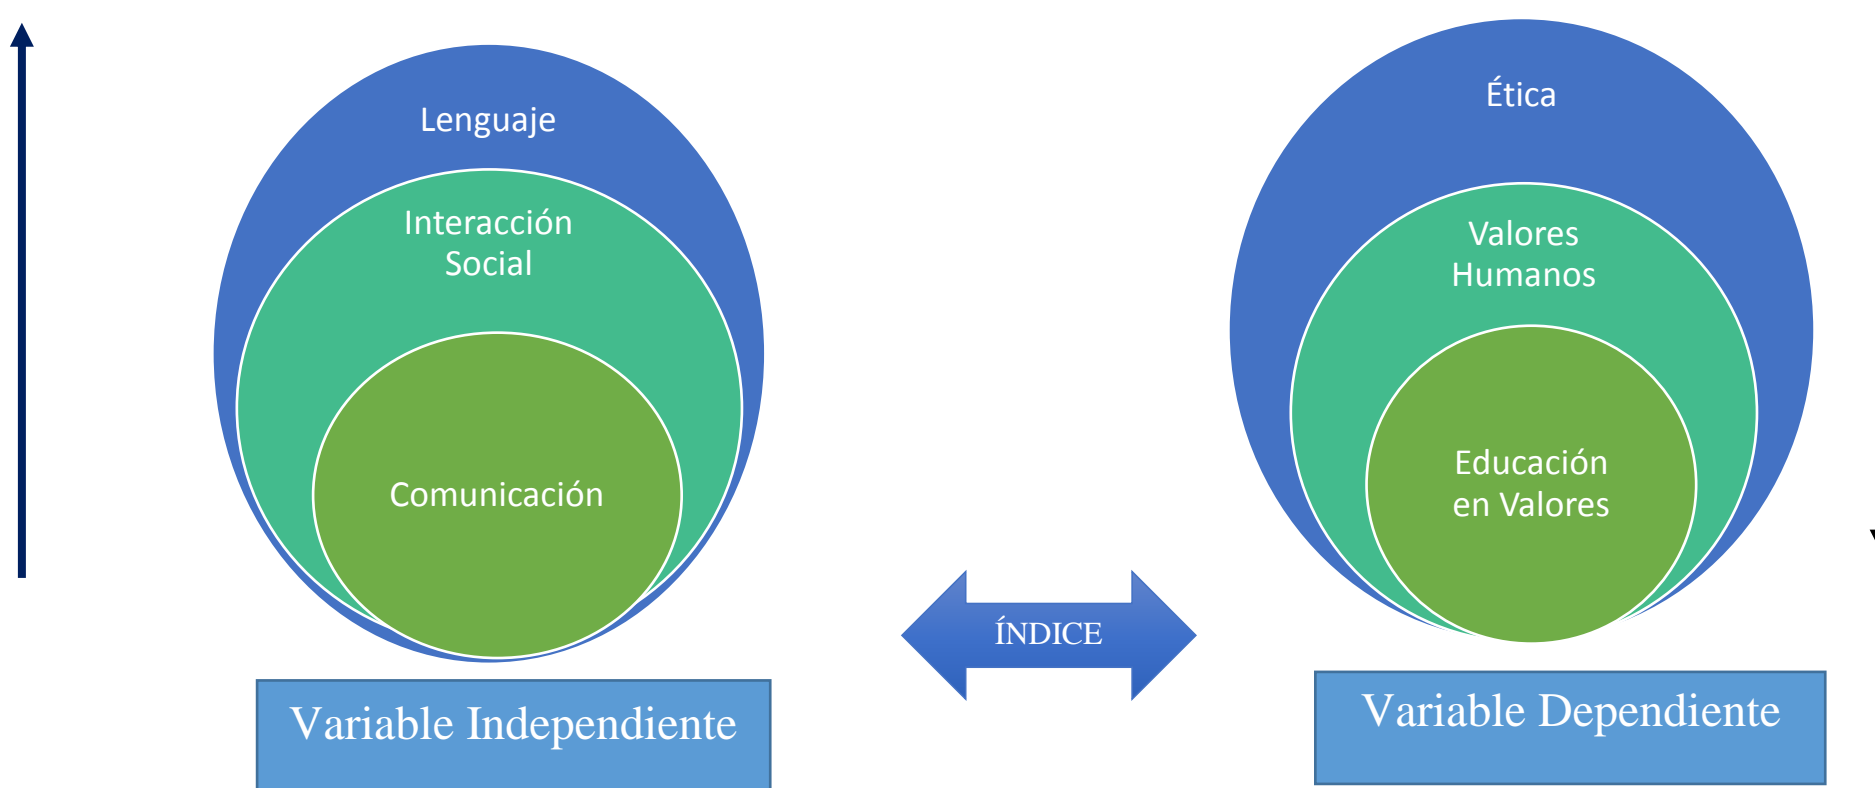 Lenguaje
Interacción
Social
Comunicación
Variable Independiente
ÍNDICE
Ética
Valores
Humanos
Educación
en Valores
Variable Dependiente